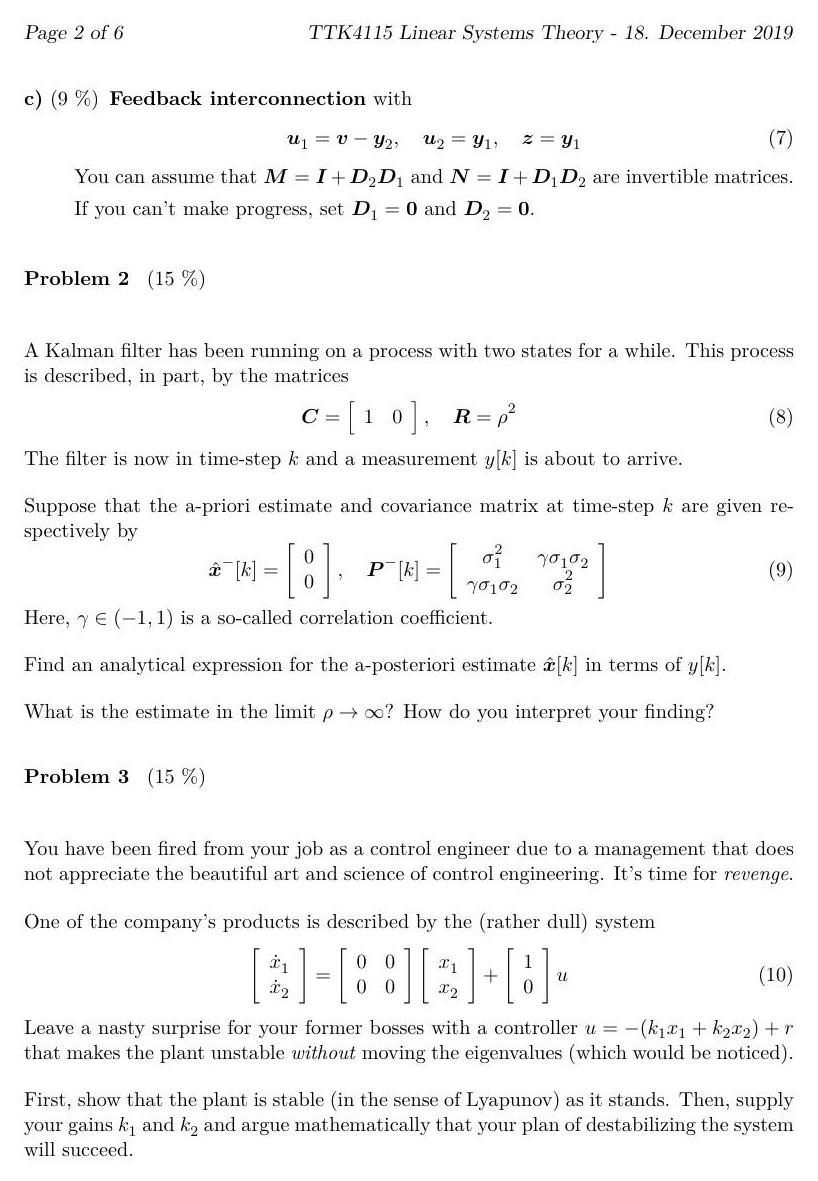 Page 2 of 6 TTK4115 Linear Systems Theory - 18. December 2019
c) (9 %) Feedback interconnection with
u₁ = v − y₂, u₂ = y₁, z = y₁ (7)
You can assume that M = I + D₂D₁ and N = I + D₁D₂ are invertible matrices.
If you can't make progress, set D₁ = 0 and D₂ = 0.
Problem 2 (15 %)
A Kalman filter has been running on a process with two states for a while. This process
is described, in part, by the matrices
C = [ 1 0 ], R = ρ² (8)
The filter is now in time-step k and a measurement y[k] is about to arrive.
Suppose that the a-priori estimate and covariance matrix at time-step k are given re-
spectively by
x̂⁻[k] = [ 0 ; 0 ], P⁻[k] = [ σ₁² γσ₁σ₂ ; γσ₁σ₂ σ₂² ] (9)
Here, γ ∈ (−1, 1) is a so-called correlation coefficient.
Find an analytical expression for the a-posteriori estimate x̂[k] in terms of y[k].
What is the estimate in the limit ρ → ∞? How do you interpret your finding?
Problem 3 (15 %)
You have been fired from your job as a control engineer due to a management that does
not appreciate the beautiful art and science of control engineering. It's time for revenge.
One of the company's products is described by the (rather dull) system
[ ẋ₁ ; ẋ₂ ] = [ 0 0 ; 0 0 ] [ x₁ ; x₂ ] + [ 1 ; 0 ] u (10)
Leave a nasty surprise for your former bosses with a controller u = −(k₁x₁ + k₂x₂) + r
that makes the plant unstable without moving the eigenvalues (which would be noticed).
First, show that the plant is stable (in the sense of Lyapunov) as it stands. Then, supply
your gains k₁ and k₂ and argue mathematically that your plan of destabilizing the system
will succeed.